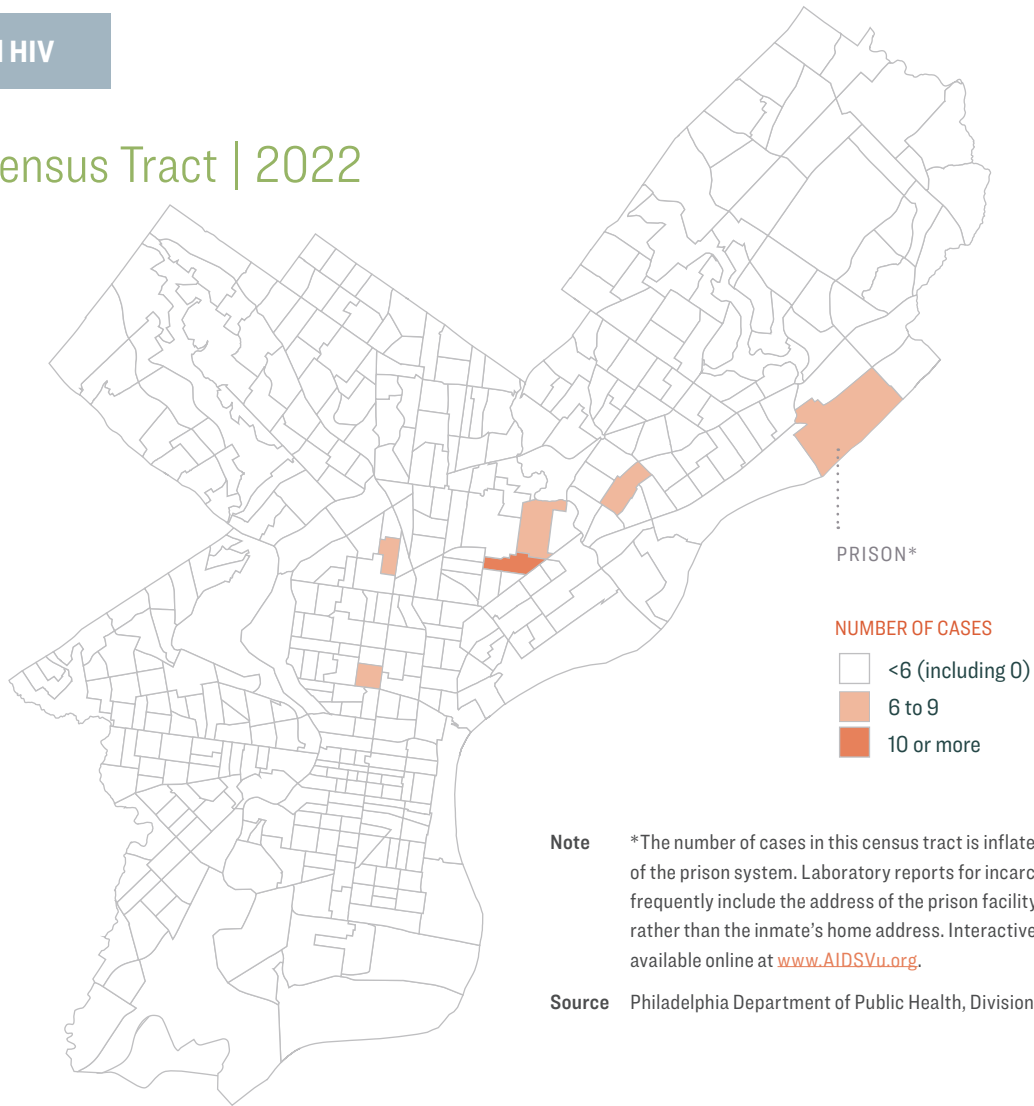 HIV
ensus Tract | 2022
PRISON*
NUMBER OF CASES
<6 (including 0)
6 to 9
10 or more
Note *The number of cases in this census tract is
of the prison system. Laboratory reports for
frequently include the address of the prison facility
rather than the inmate's home address. Interactive
available online at www.AIDSVu.org.
Source Philadelphia Department of Public Health, Division